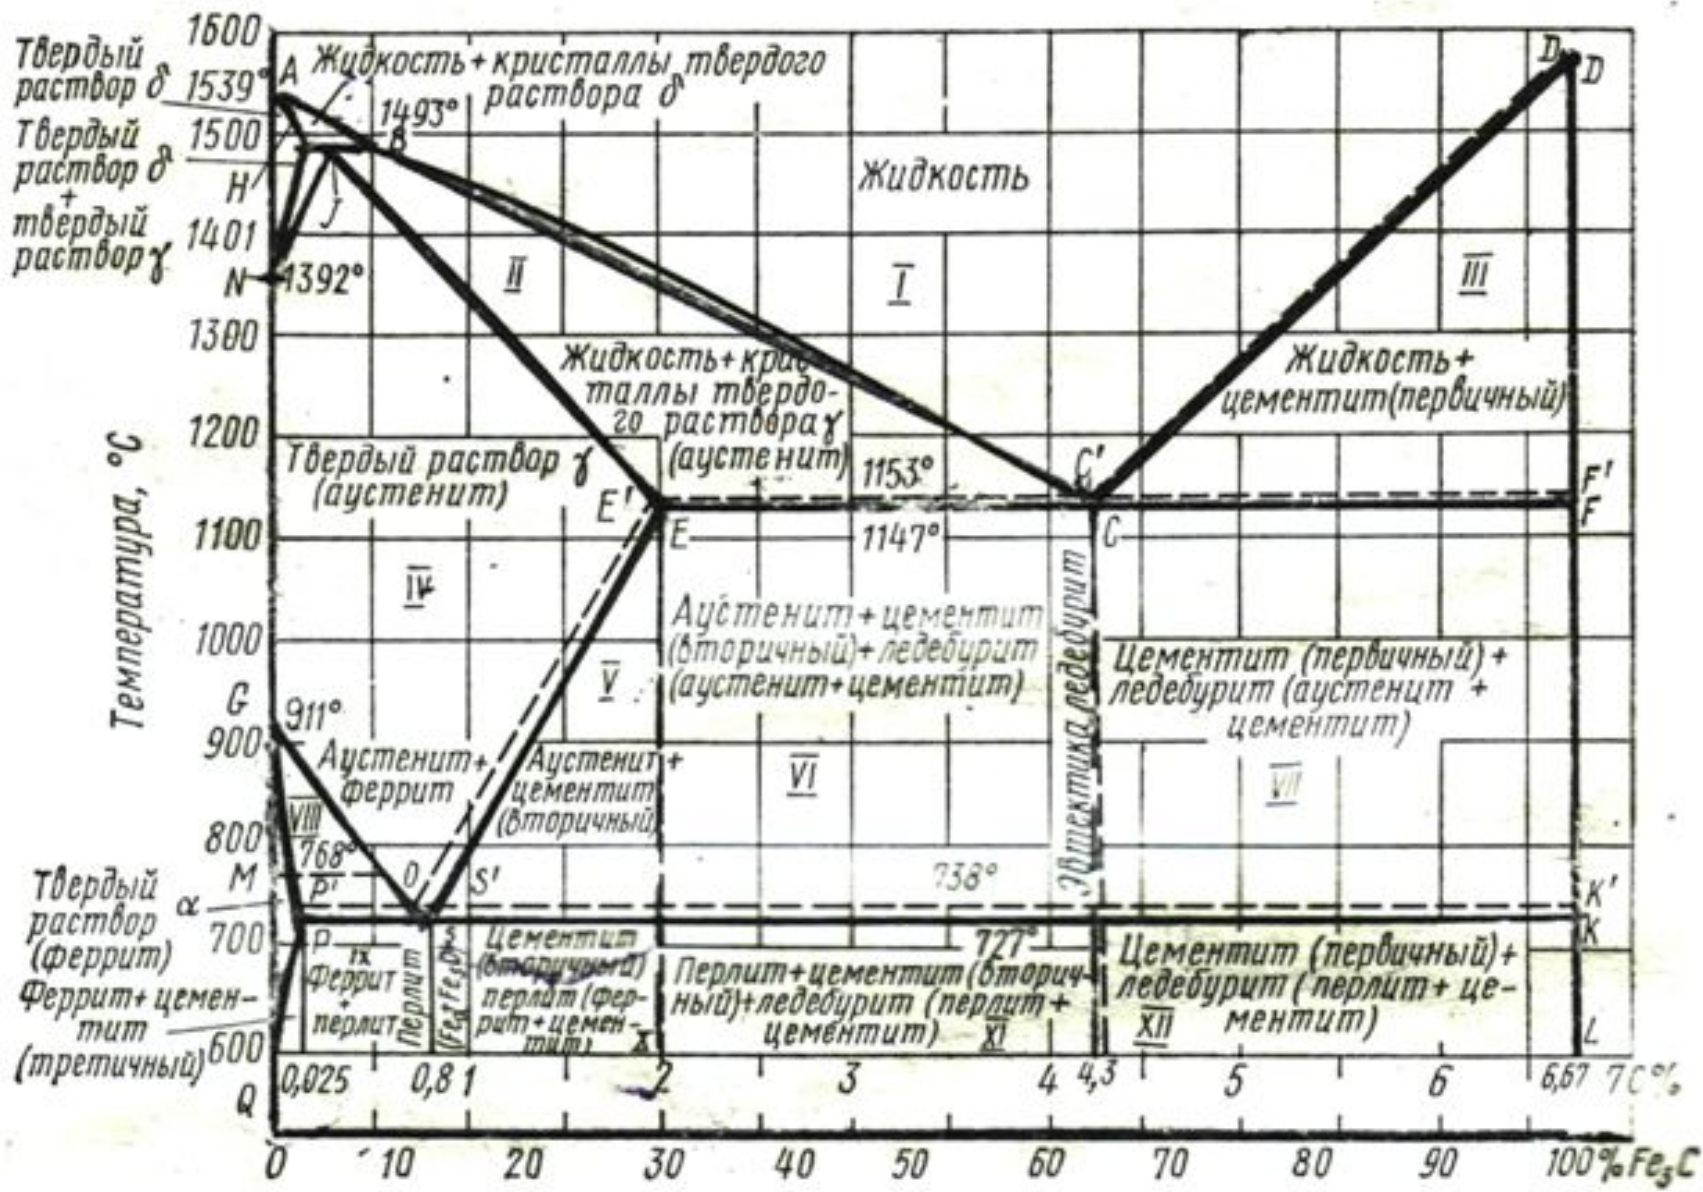 1600
Твердый
раствор δ
1539°
A
Жидкость + кристаллы твердого
раствора δ
D
D
1493°
B
1500
Твердый
раствор δ
+
твердый
раствор γ
H
J
Жидкость
1401
N
1392°
II
I
III
1300
Жидкость + крис
таллы твердо-
го раствора γ
(аустенит)
Жидкость +
цементит (первичный)
1200
Температура, °C
Твердый раствор γ
(аустенит)
1153°
C'
F'
E'
E
F
1147°
C
1100
IV
1000
Аустенит + цементит
(вторичный) + ледебурит
(аустенит + цементит)
Эвтектика ледебурит
Цементит (первичный) +
ледебурит (аустенит +
цементит)
V
G
911°
900
Аустенит +
феррит
Аустенит +
цементит
(вторичный)
VI
VII
VIII
800
768°
M
P'
O
S'
738°
K'
Твердый
раствор
(феррит)
α
700
P
727°
K
IX
Феррит
+
перлит
Перлит
Цементит
(вторичный)
перлит (фер-
рит + цемен-
тит)
X
Перлит + цементит (вторич-
ный) + ледебурит (перлит +
цементит)
XI
Цементит (первичный) +
ледебурит (перлит + це-
ментит)
XII
L
Феррит + цемен-
тит
(третичный)
600
Q
0,025
0,8
1
2
3
4
4,3
5
6
6,67
7 C%
0
10
20
30
40
50
60
70
80
90
100% Fe₃C